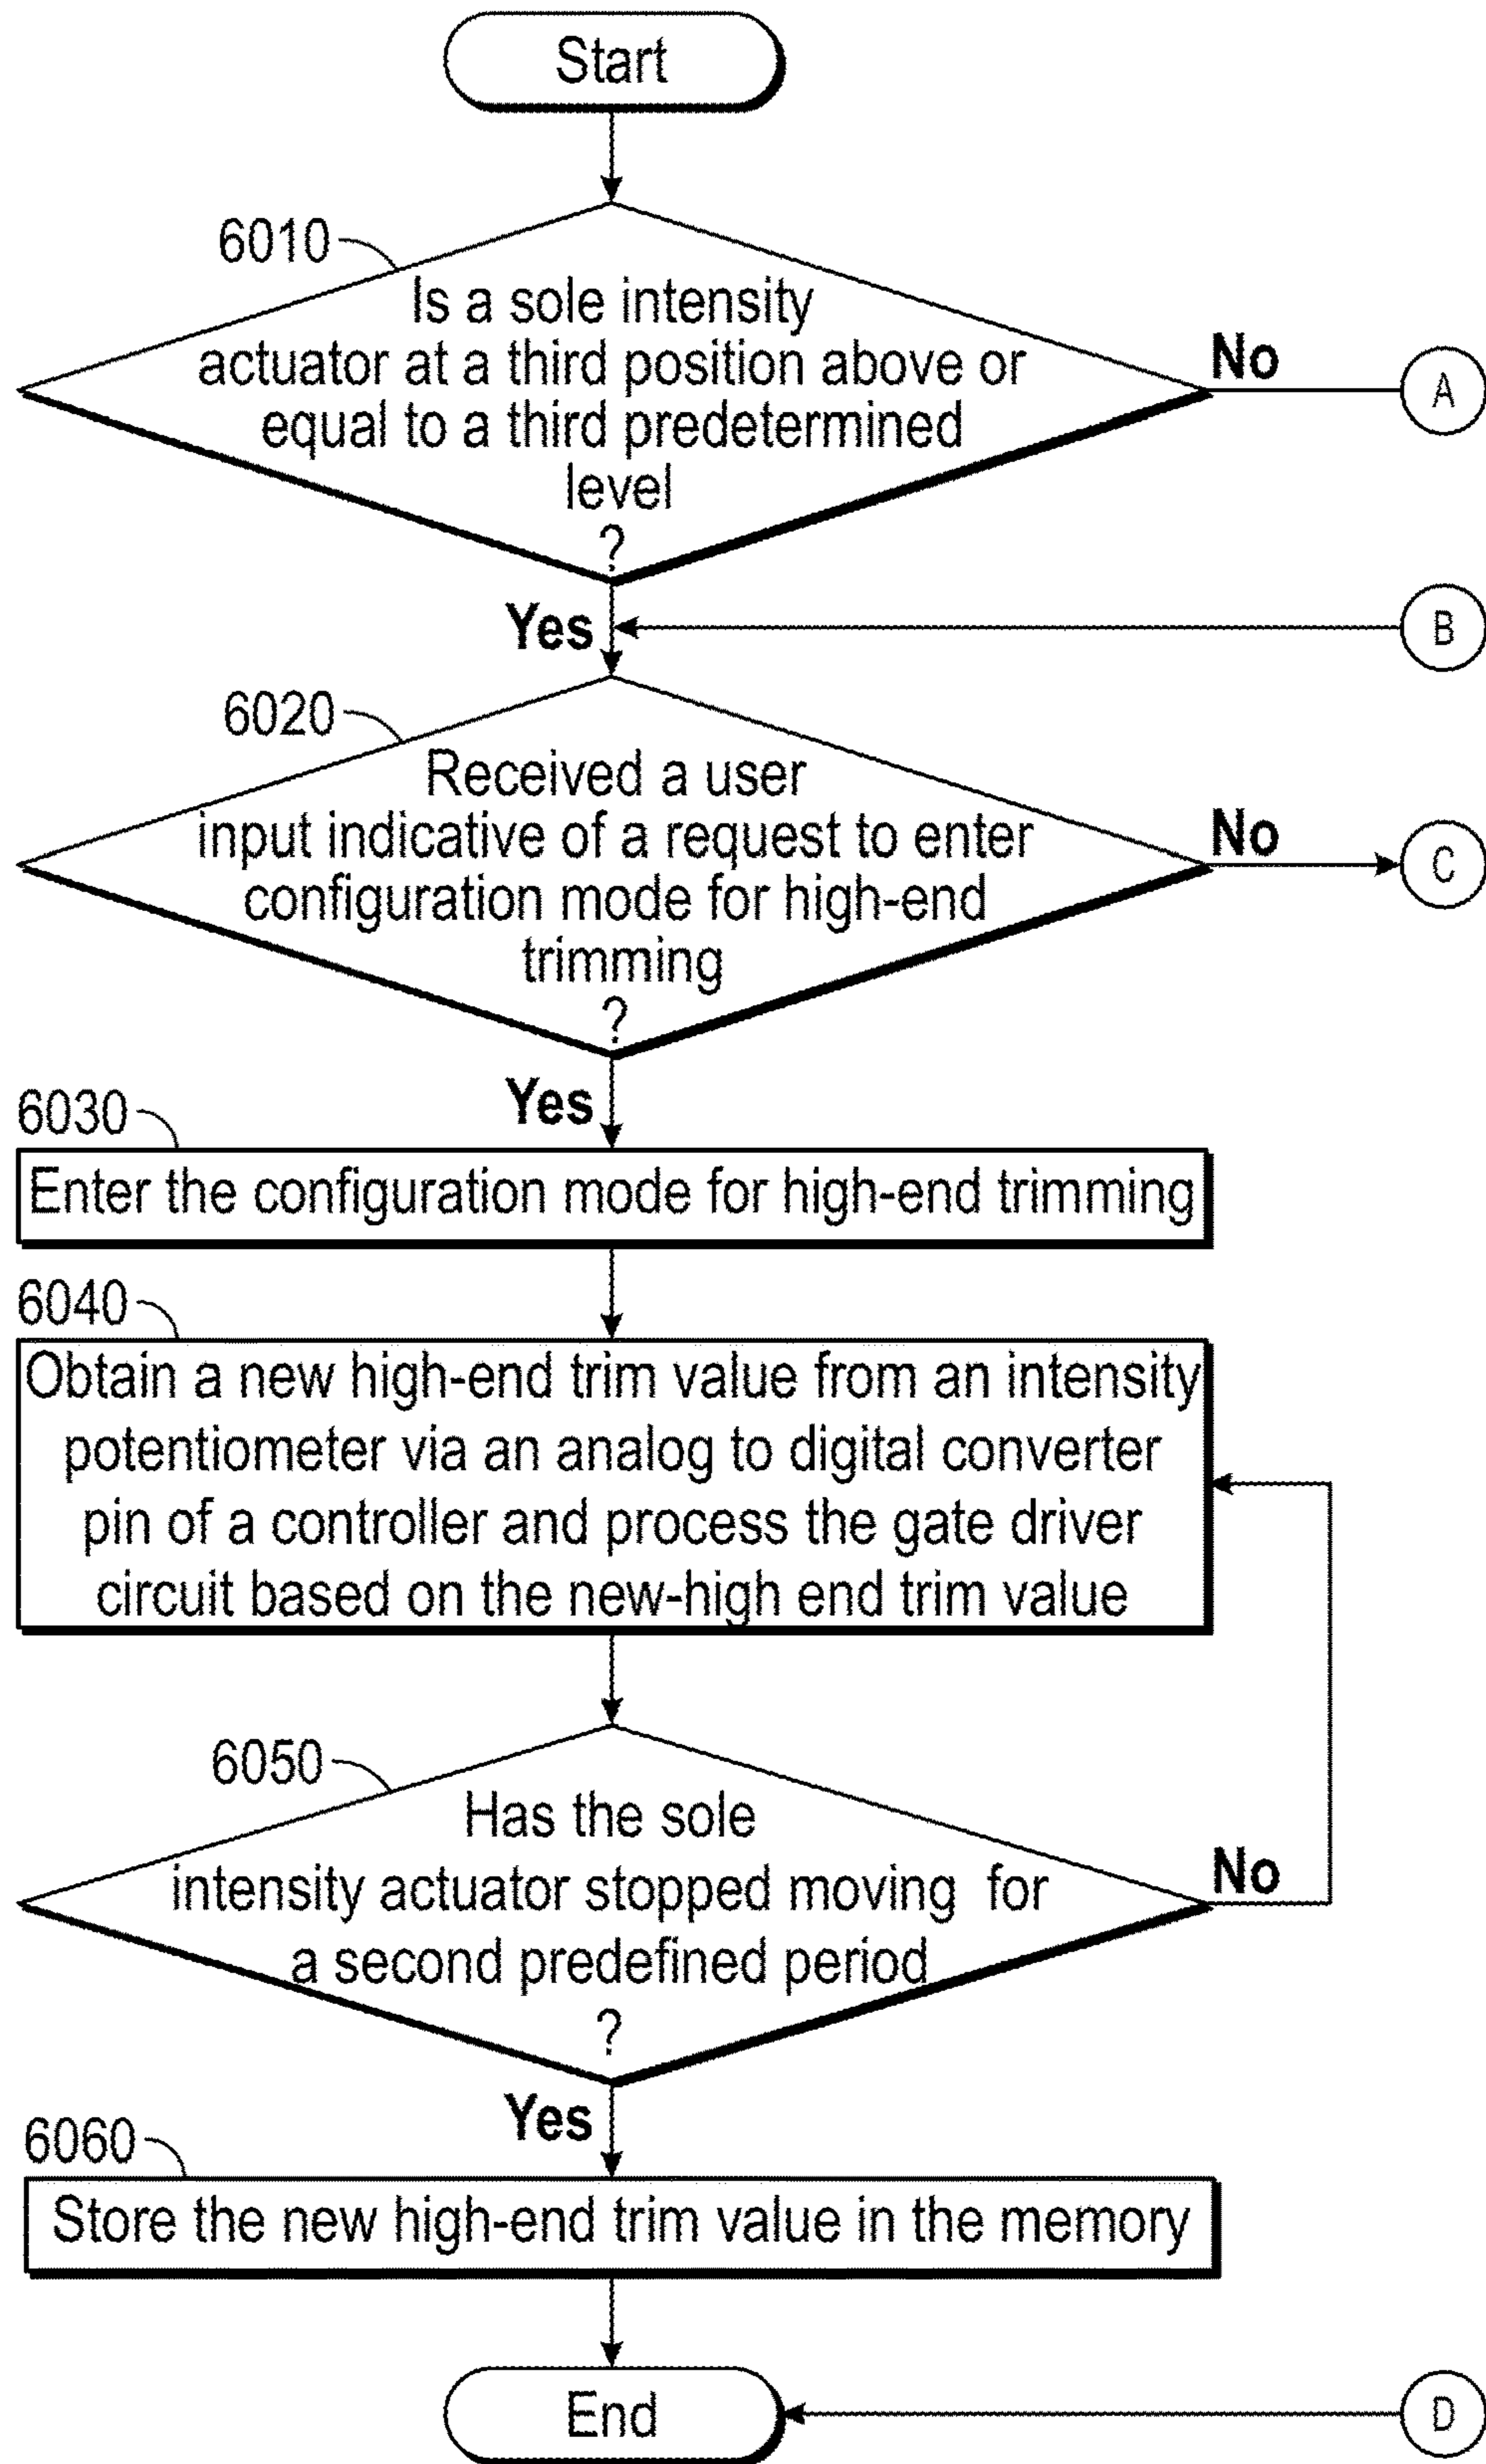 Start
6010
Is a sole intensity
actuator at a third position above or
equal to a third predetermined
level
?
No
A
Yes
B
6020
Received a user
input indicative of a request to enter
configuration mode for high-end
trimming
?
No
C
Yes
6030
Enter the configuration mode for high-end trimming
6040
Obtain a new high-end trim value from an intensity
potentiometer via an analog to digital converter
pin of a controller and process the gate driver
circuit based on the new-high end trim value
6050
Has the sole
intensity actuator stopped moving for
a second predefined period
?
No
Yes
6060
Store the new high-end trim value in the memory
End
D